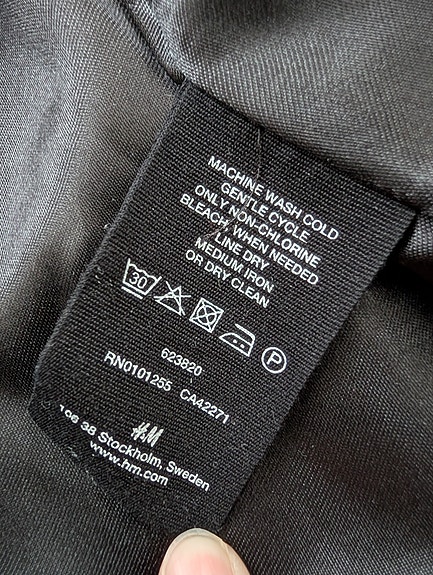 MACHINE WASH COLD
GENTLE CYCLE
ONLY NON-CHLORINE
BLEACH, WHEN NEEDED
LINE DRY
MEDIUM IRON
OR DRY CLEAN
30 P
623820
RN0101255 CA42271
H&M
106 38 Stockholm, Sweden
www.hm.com